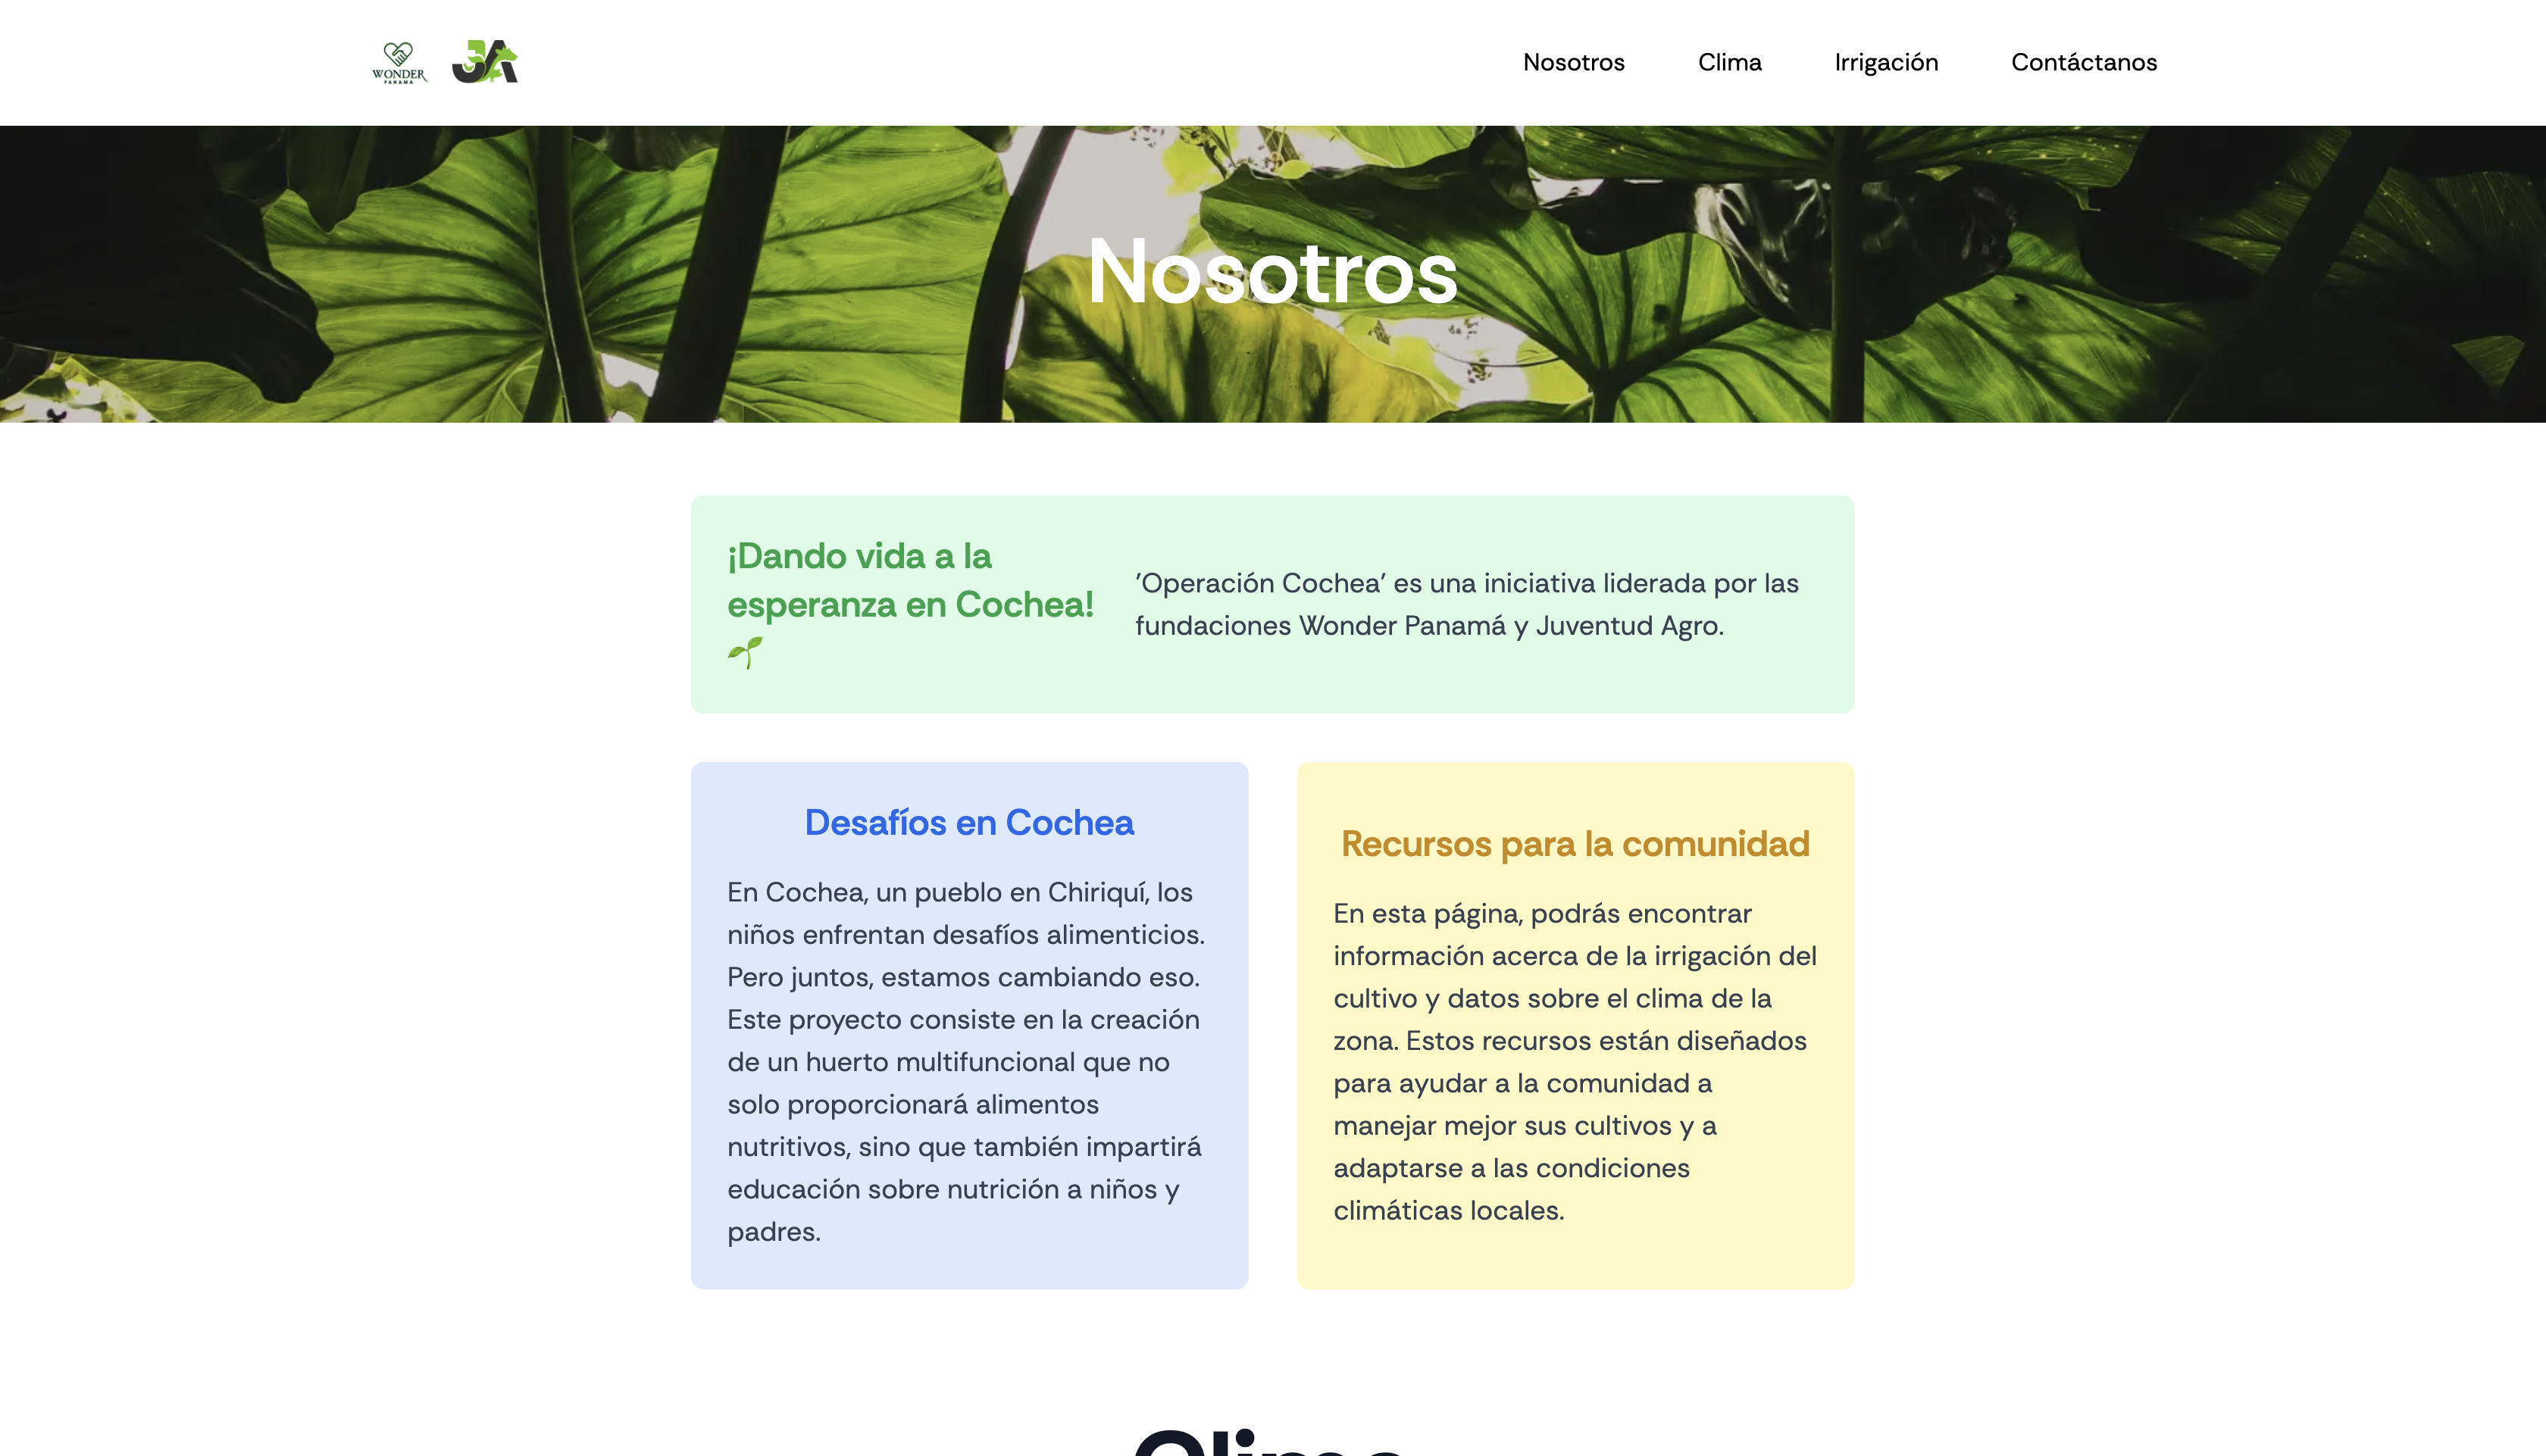 WONDER
PANAMA
JA
Nosotros
Clima
Irrigación
Contáctanos
Nosotros
¡Dando vida a la
esperanza en Cochea!
🌱
'Operación Cochea' es una iniciativa liderada por las
fundaciones Wonder Panamá y Juventud Agro.
Desafíos en Cochea
En Cochea, un pueblo en Chiriquí, los
niños enfrentan desafíos alimenticios.
Pero juntos, estamos cambiando eso.
Este proyecto consiste en la creación
de un huerto multifuncional que no
solo proporcionará alimentos
nutritivos, sino que también impartirá
educación sobre nutrición a niños y
padres.
Recursos para la comunidad
En esta página, podrás encontrar
información acerca de la irrigación del
cultivo y datos sobre el clima de la
zona. Estos recursos están diseñados
para ayudar a la comunidad a
manejar mejor sus cultivos y a
adaptarse a las condiciones
climáticas locales.
Clima